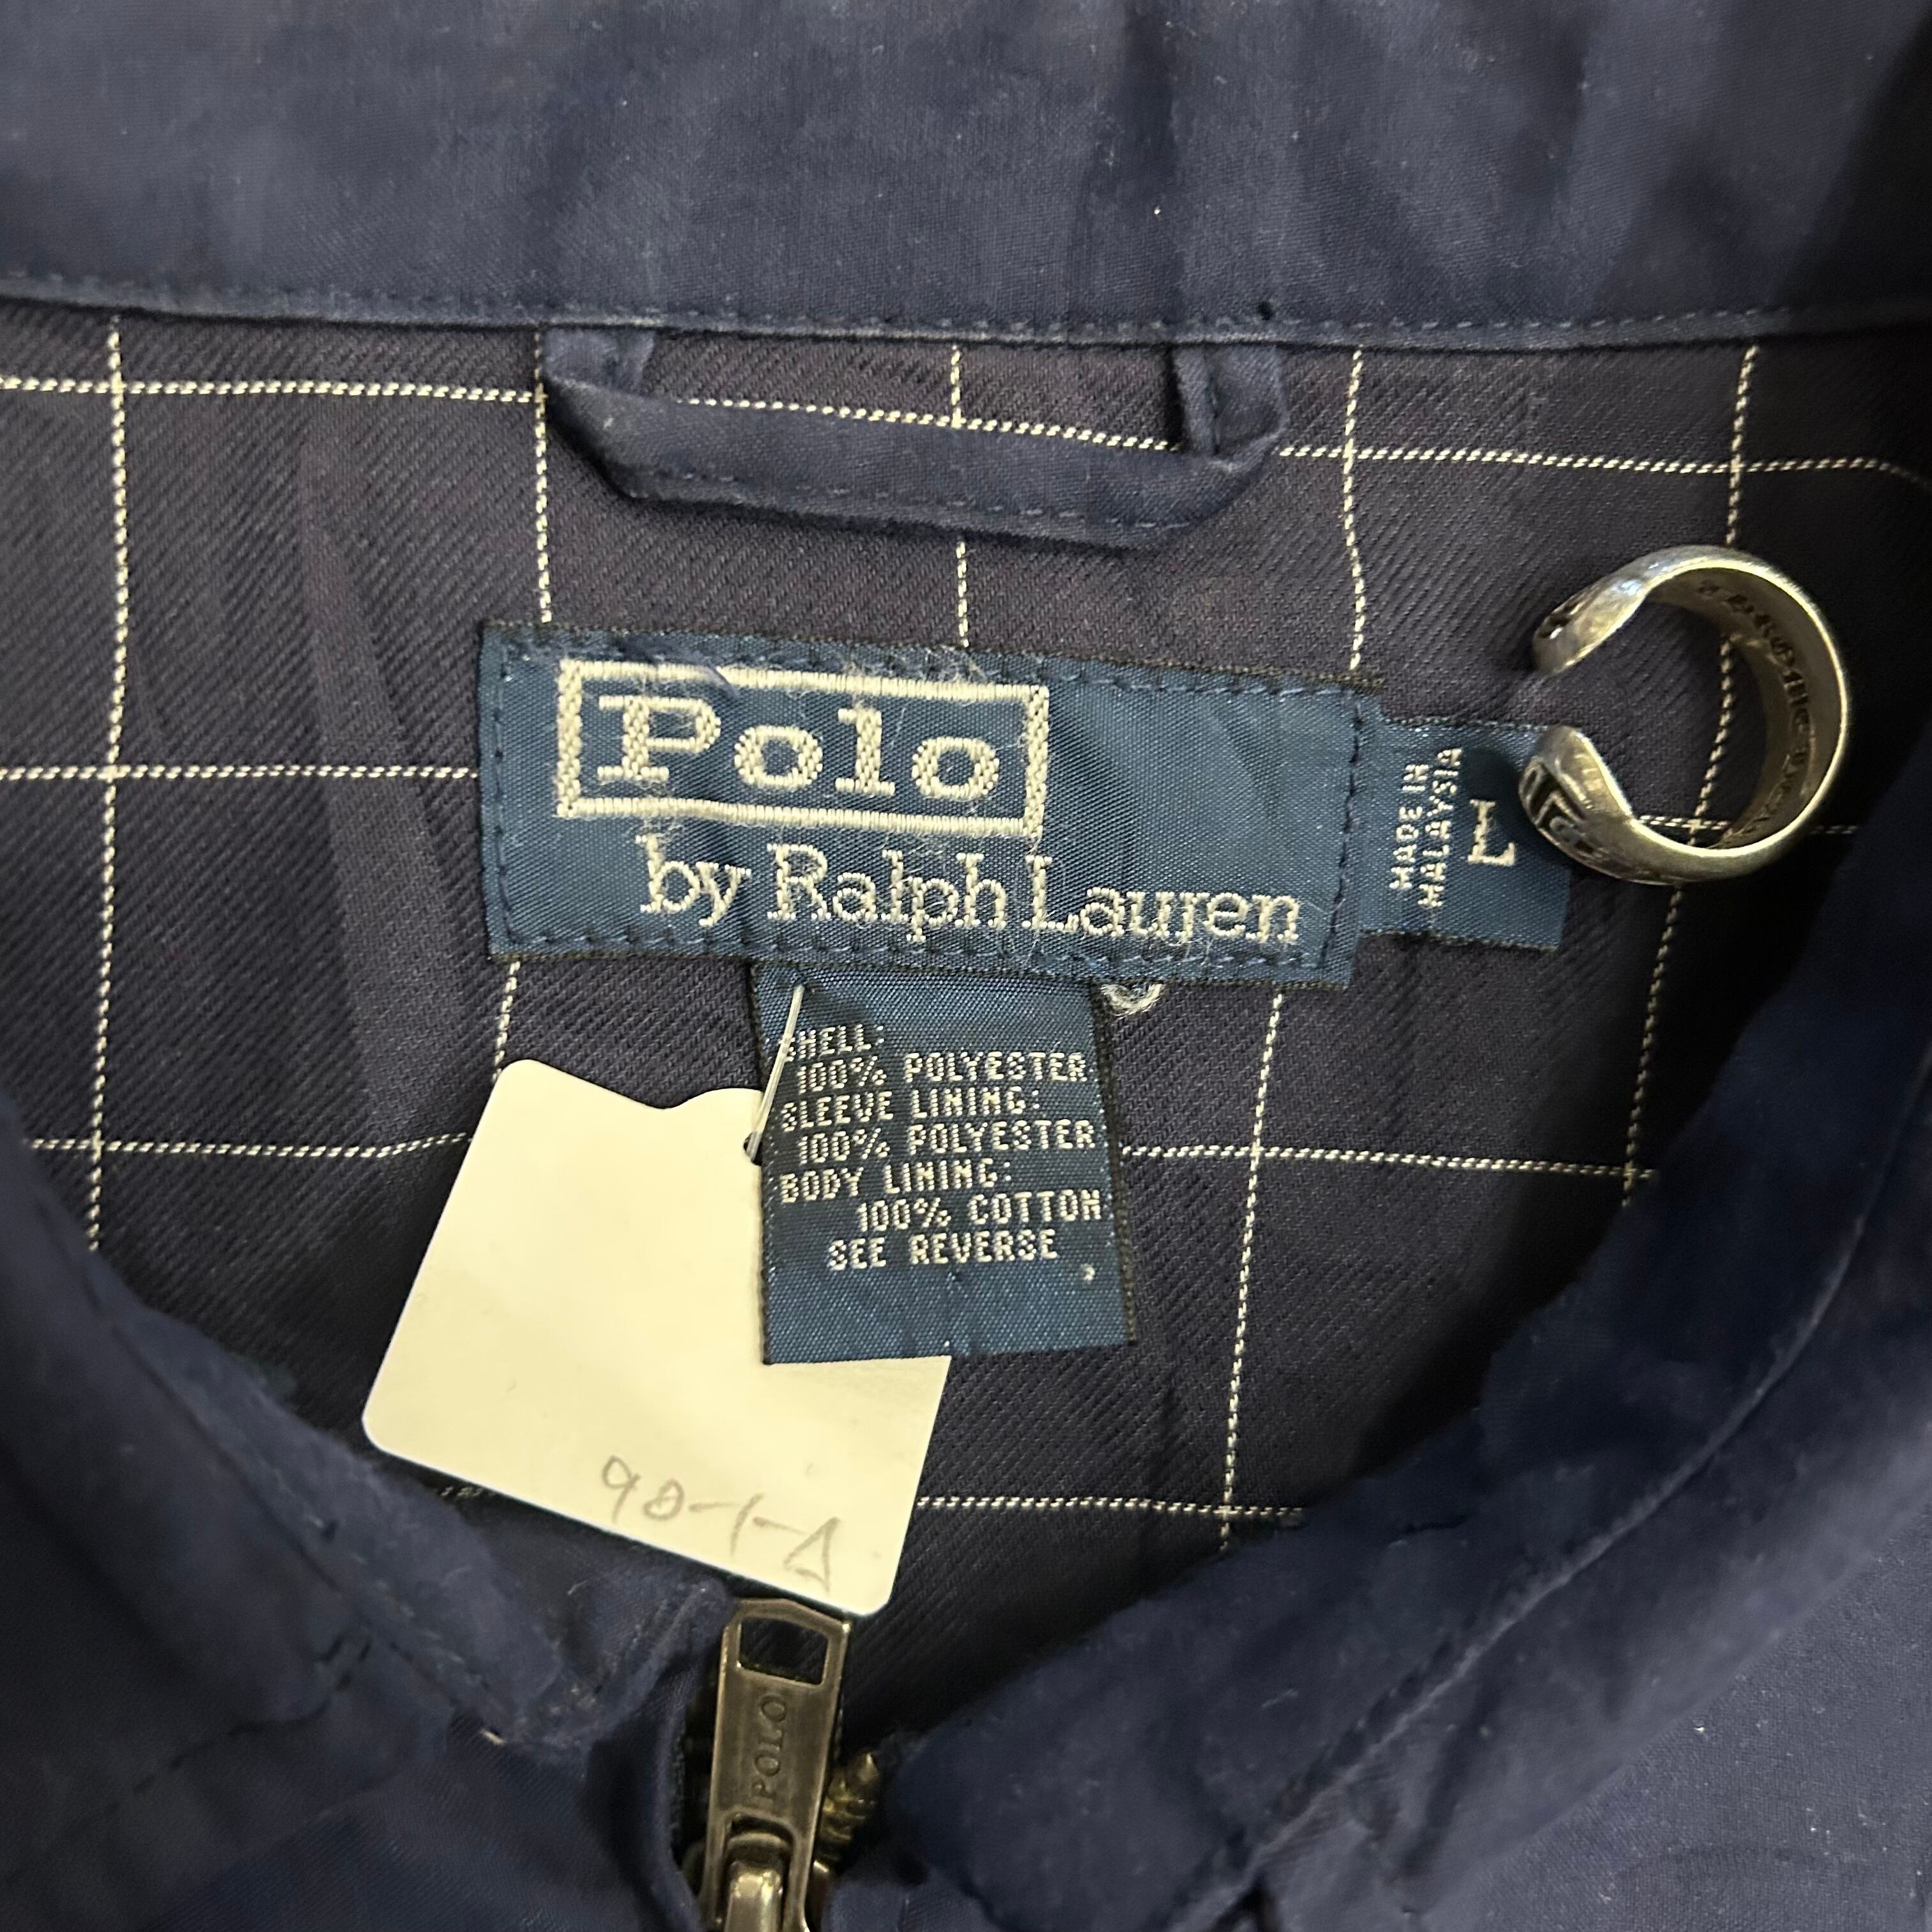 Polo
by Ralph Lauren
MADE IN
MALAYSIA
L
SHELL:
100% POLYESTER
SLEEVE LINING:
100% POLYESTER
BODY LINING:
100% COTTON
SEE REVERSE
POLO